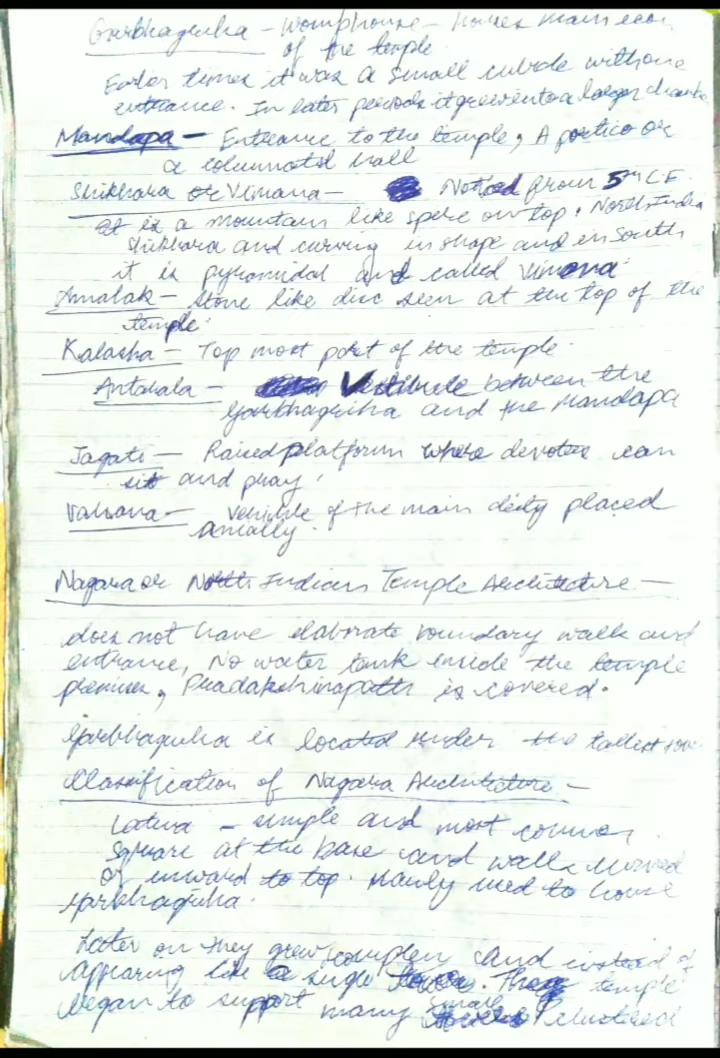 Garbhagriha - Womphouse - houses main icon
of the temple
Earlier times it was a small cubicle with one
entrance. In later periods it grew into a larger chamber
Mandapa - Entrance to the temple, A portico or
a colonnated hall
Shikhara or Vimana - Noticed from 5th CE.
It is a mountain like spire on top. North India
Shikhara and curving in shape and in South
it is pyramidal and called Vimana
Amalak - Stone like disc seen at the top of the
temple.
Kalasha - Top most point of the temple.
Antarala - Vestibule between the
Garbhagriha and the Mandapa
Jagati - Raised platform where devotees can
sit and pray.
Vahana - Vehicle of the main deity placed
axially.
Nagara or North Indian Temple Architecture -
does not have elaborate boundary walls and
entrance, No water tank inside the temple
premises, Pradakshinapath is covered.
Garbhagriha is located under the tallest
Classification of Nagara Architecture -
Latina - simple and most common.
Square at the base and walls curved
inward to top. Mainly used to house
garbhagriha.
Later on they grew complex and instead of
appearing like a single tower. The temple
began to support many small clustered